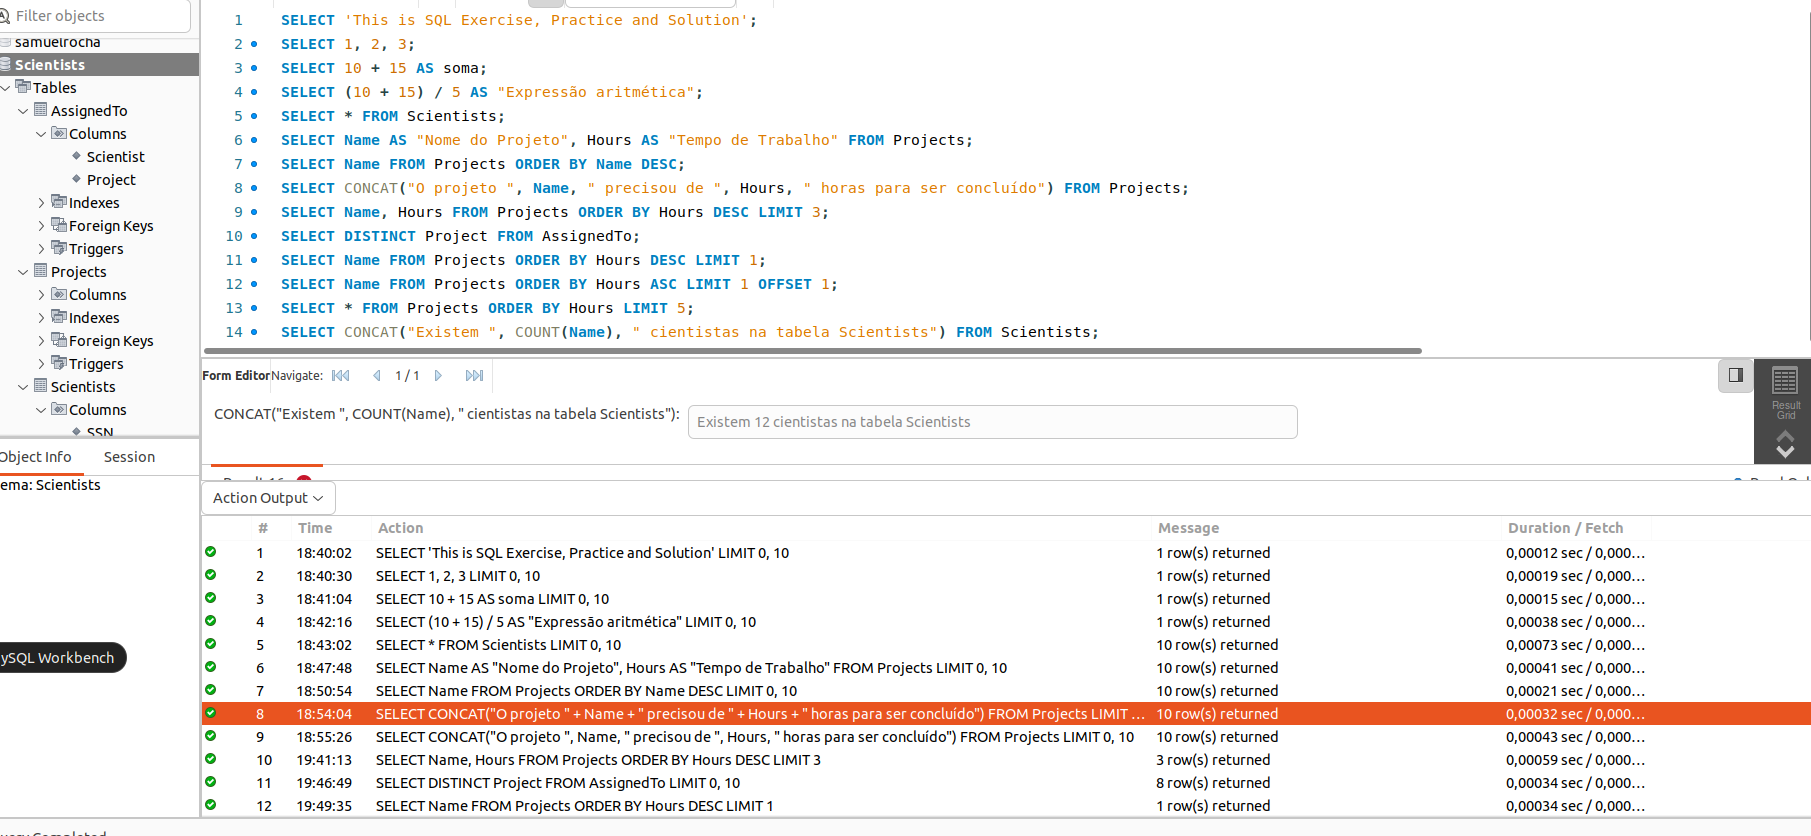 Filter objects
samuelrocha
Scientists
Tables
AssignedTo
Columns
Scientist
Project
Indexes
Foreign Keys
Triggers
Projects
Columns
Indexes
Foreign Keys
Triggers
Scientists
Columns
SSN
Object Info Session
ema: Scientists
ySQL Workbench
1 SELECT 'This is SQL Exercise, Practice and Solution';
2 SELECT 1, 2, 3;
3 SELECT 10 + 15 AS soma;
4 SELECT (10 + 15) / 5 AS "Expressão aritmética";
5 SELECT * FROM Scientists;
6 SELECT Name AS "Nome do Projeto", Hours AS "Tempo de Trabalho" FROM Projects;
7 SELECT Name FROM Projects ORDER BY Name DESC;
8 SELECT CONCAT("O projeto ", Name, " precisou de ", Hours, " horas para ser concluído") FROM Projects;
9 SELECT Name, Hours FROM Projects ORDER BY Hours DESC LIMIT 3;
10 SELECT DISTINCT Project FROM AssignedTo;
11 SELECT Name FROM Projects ORDER BY Hours DESC LIMIT 1;
12 SELECT Name FROM Projects ORDER BY Hours ASC LIMIT 1 OFFSET 1;
13 SELECT * FROM Projects ORDER BY Hours LIMIT 5;
14 SELECT CONCAT("Existem ", COUNT(Name), " cientistas na tabela Scientists") FROM Scientists;
Form Editor Navigate: 1 / 1
CONCAT("Existem ", COUNT(Name), " cientistas na tabela Scientists"): Existem 12 cientistas na tabela Scientists
Result
Grid
Action Output
# Time Action Message Duration / Fetch
1 18:40:02 SELECT 'This is SQL Exercise, Practice and Solution' LIMIT 0, 10 1 row(s) returned 0,00012 sec / 0,000…
2 18:40:30 SELECT 1, 2, 3 LIMIT 0, 10 1 row(s) returned 0,00019 sec / 0,000…
3 18:41:04 SELECT 10 + 15 AS soma LIMIT 0, 10 1 row(s) returned 0,00015 sec / 0,000…
4 18:42:16 SELECT (10 + 15) / 5 AS "Expressão aritmética" LIMIT 0, 10 1 row(s) returned 0,00038 sec / 0,000…
5 18:43:02 SELECT * FROM Scientists LIMIT 0, 10 10 row(s) returned 0,00073 sec / 0,000…
6 18:47:48 SELECT Name AS "Nome do Projeto", Hours AS "Tempo de Trabalho" FROM Projects LIMIT 0, 10 10 row(s) returned 0,00041 sec / 0,000…
7 18:50:54 SELECT Name FROM Projects ORDER BY Name DESC LIMIT 0, 10 10 row(s) returned 0,00021 sec / 0,000…
8 18:54:04 SELECT CONCAT("O projeto " + Name + " precisou de " + Hours + " horas para ser concluído") FROM Projects LIMIT … 10 row(s) returned 0,00032 sec / 0,000…
9 18:55:26 SELECT CONCAT("O projeto ", Name, " precisou de ", Hours, " horas para ser concluído") FROM Projects LIMIT 0, 10 10 row(s) returned 0,00043 sec / 0,000…
10 19:41:13 SELECT Name, Hours FROM Projects ORDER BY Hours DESC LIMIT 3 3 row(s) returned 0,00059 sec / 0,000…
11 19:46:49 SELECT DISTINCT Project FROM AssignedTo LIMIT 0, 10 8 row(s) returned 0,00034 sec / 0,000…
12 19:49:35 SELECT Name FROM Projects ORDER BY Hours DESC LIMIT 1 1 row(s) returned 0,00034 sec / 0,000…